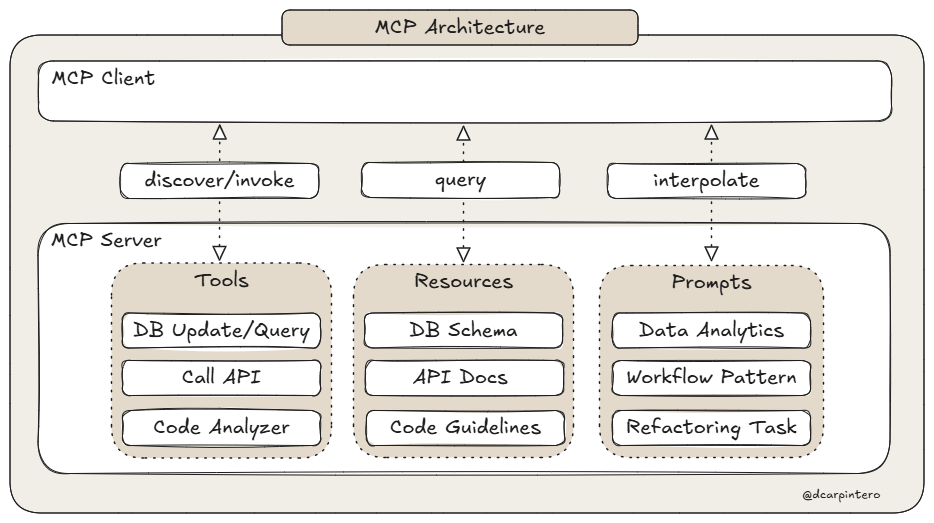 MCP Architecture
MCP Client
discover/invoke
query
interpolate
MCP Server
Tools
Resources
Prompts
DB Update/Query
DB Schema
Data Analytics
Call API
API Docs
Workflow Pattern
Code Analyzer
Code Guidelines
Refactoring Task
@dcarpintero